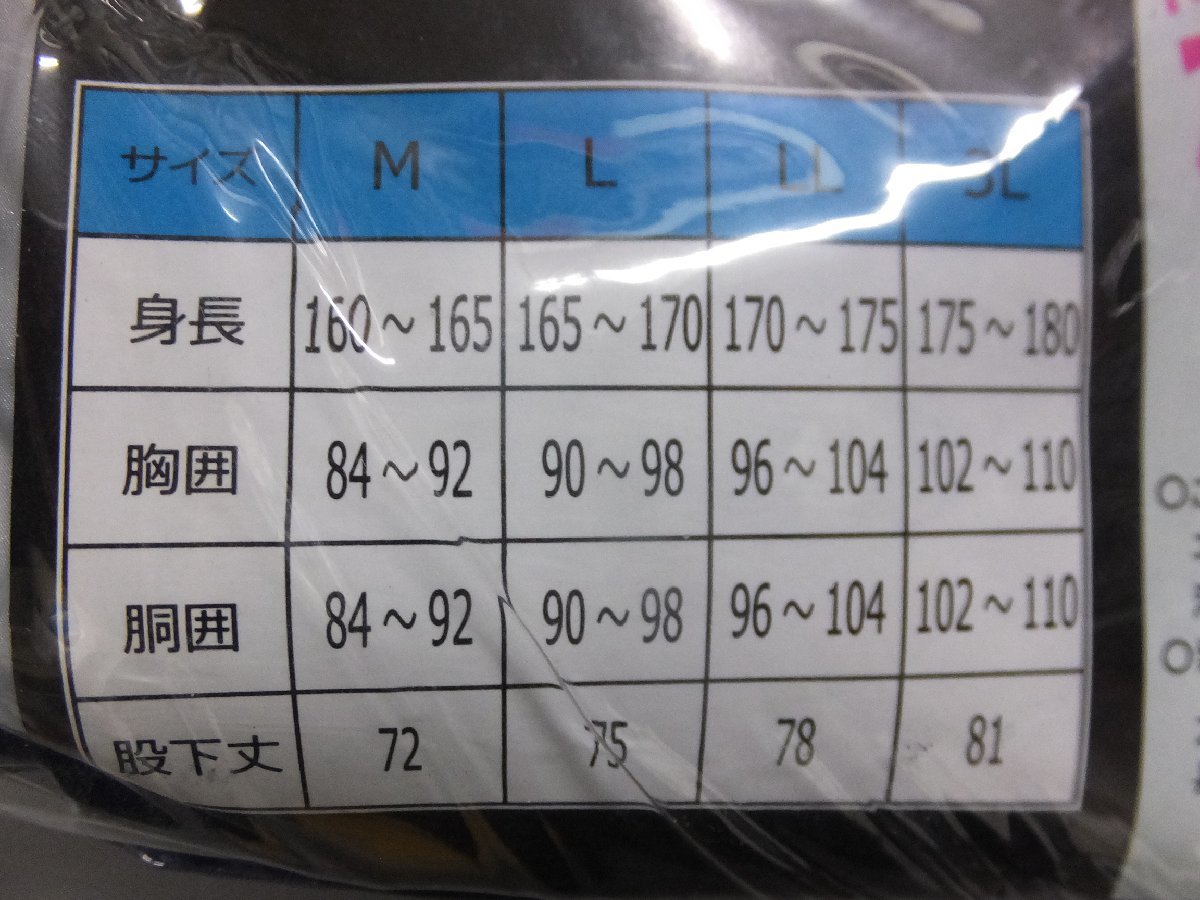 サイズ M L LL 3L
身長 160～165 165～170 170～175 175～180
胸囲 84～92 90～98 96～104 102～110
胴囲 84～92 90～98 96～104 102～110
股下丈 72 75 78 81